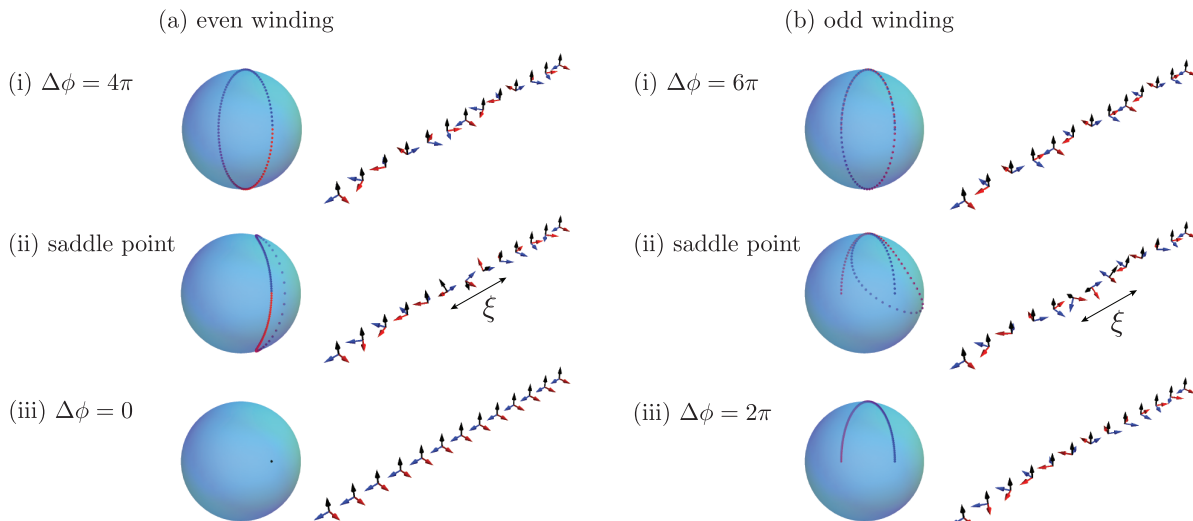 (a) even winding
(b) odd winding
(i) Δϕ = 4π
(i) Δϕ = 6π
(ii) saddle point
ξ
(ii) saddle point
ξ
(iii) Δϕ = 0
(iii) Δϕ = 2π